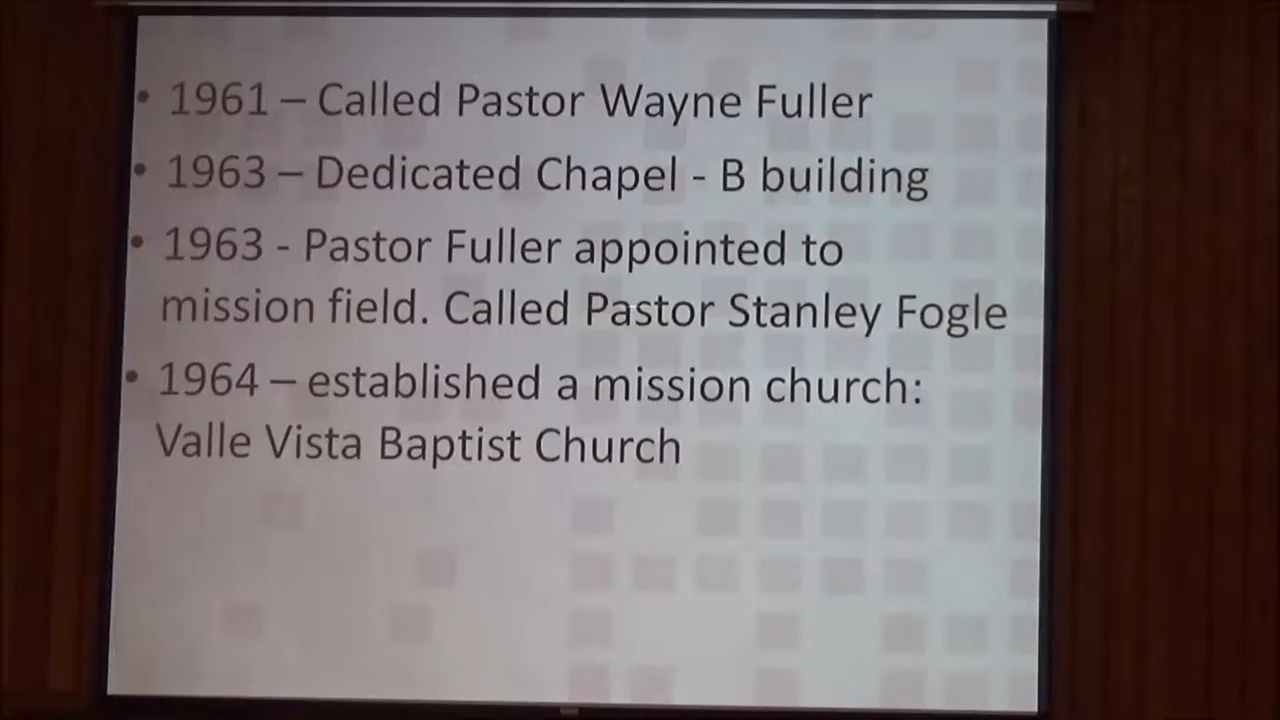 • 1961 – Called Pastor Wayne Fuller
• 1963 – Dedicated Chapel - B building
• 1963 - Pastor Fuller appointed to
mission field. Called Pastor Stanley Fogle
• 1964 – established a mission church:
Valle Vista Baptist Church